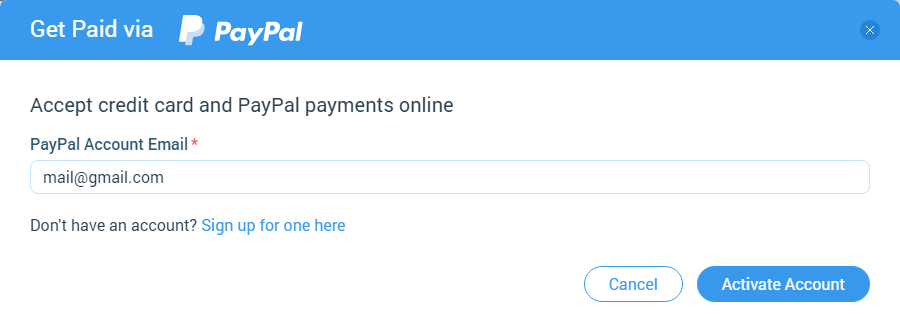 Get Paid via PayPal
Accept credit card and PayPal payments online
PayPal Account Email*
mail@gmail.com
Don't have an account? Sign up for one here
Cancel Activate Account